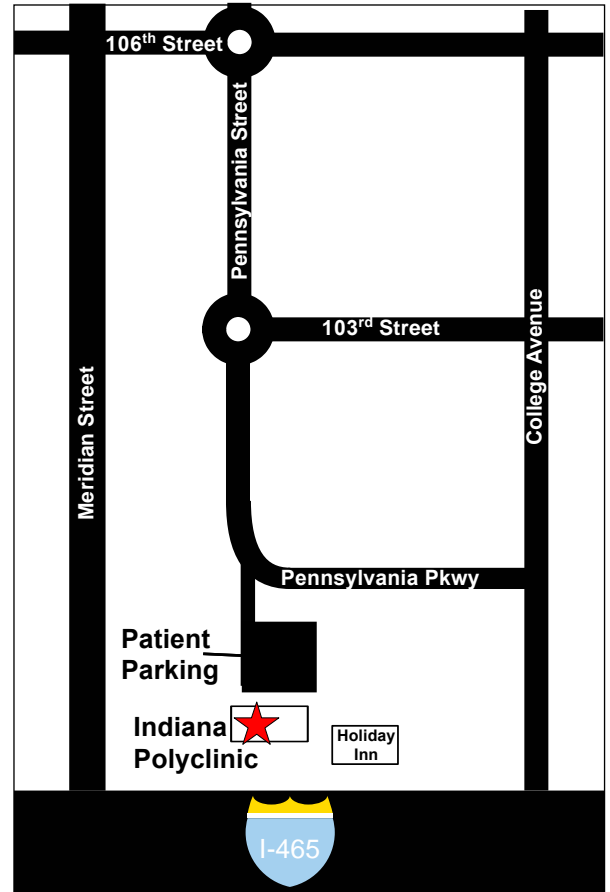 106th Street
Pennsylvania Street
103rd Street
College Avenue
Meridian Street
Pennsylvania Pkwy
Patient
Parking
Indiana
Polyclinic
Holiday
Inn
I-465